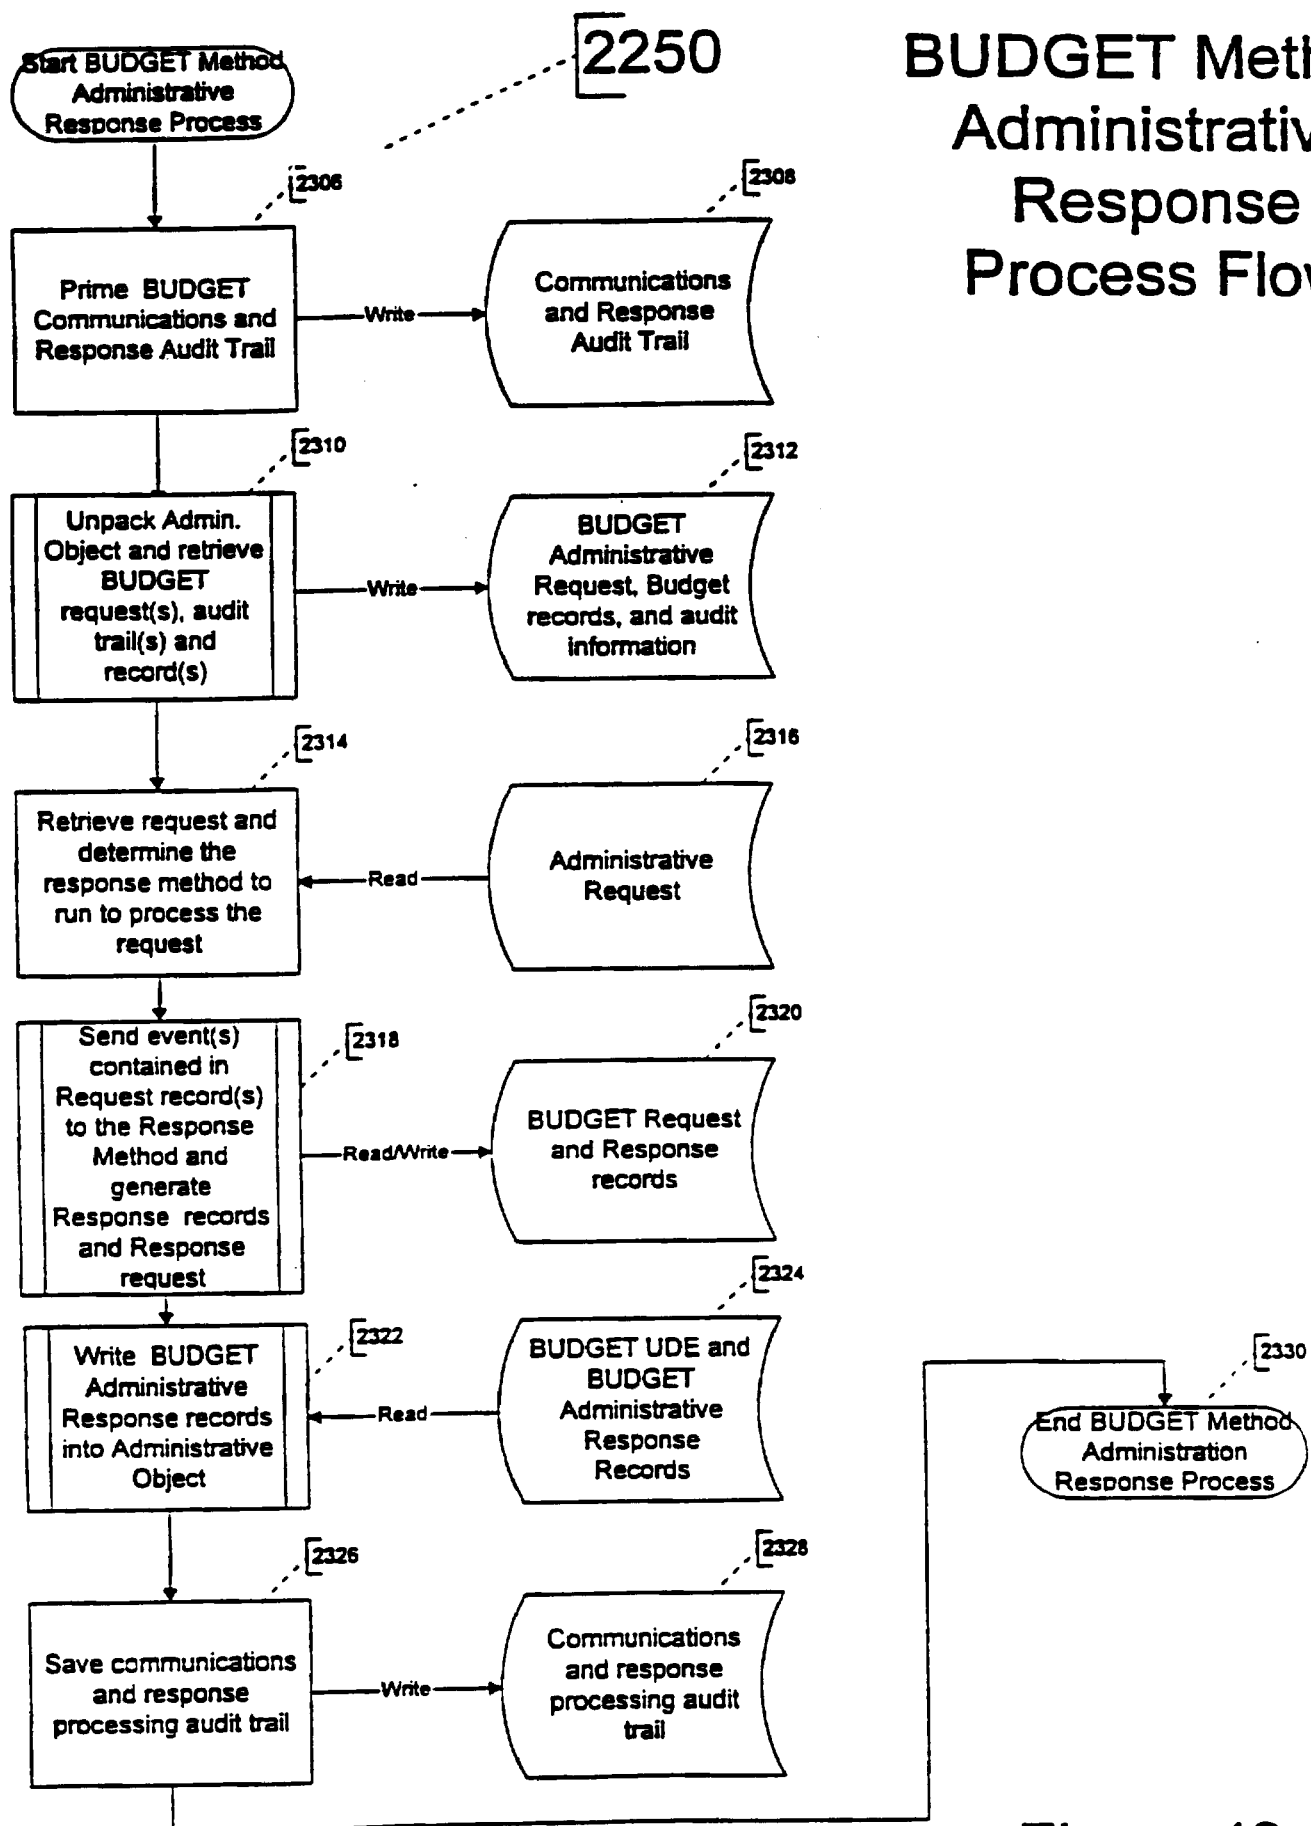 Start BUDGET Method
Administrative
Response Process
2250
BUDGET Meth
Administrativ
Response
Process Flow
2306
2308
Prime BUDGET
Communications and
Response Audit Trail
Write
Communications
and Response
Audit Trail
2310
2312
Unpack Admin.
Object and retrieve
BUDGET
request(s), audit
trail(s) and
record(s)
Write
BUDGET
Administrative
Request, Budget
records, and audit
information
2314
2316
Retrieve request and
determine the
response method to
run to process the
request
Read
Administrative
Request
2318
2320
Send event(s)
contained in
Request record(s)
to the Response
Method and
generate
Response records
and Response
request
Read/Write
BUDGET Request
and Response
records
2322
2324
Write BUDGET
Administrative
Response records
into Administrative
Object
Read
BUDGET UDE and
BUDGET
Administrative
Response
Records
2330
End BUDGET Method
Administration
Response Process
2326
2328
Save communications
and response
processing audit trail
Write
Communications
and response
processing audit
trail